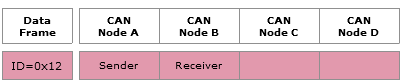 Data Frame
CAN Node A
CAN Node B
CAN Node C
CAN Node D
ID=0x12
Sender
Receiver